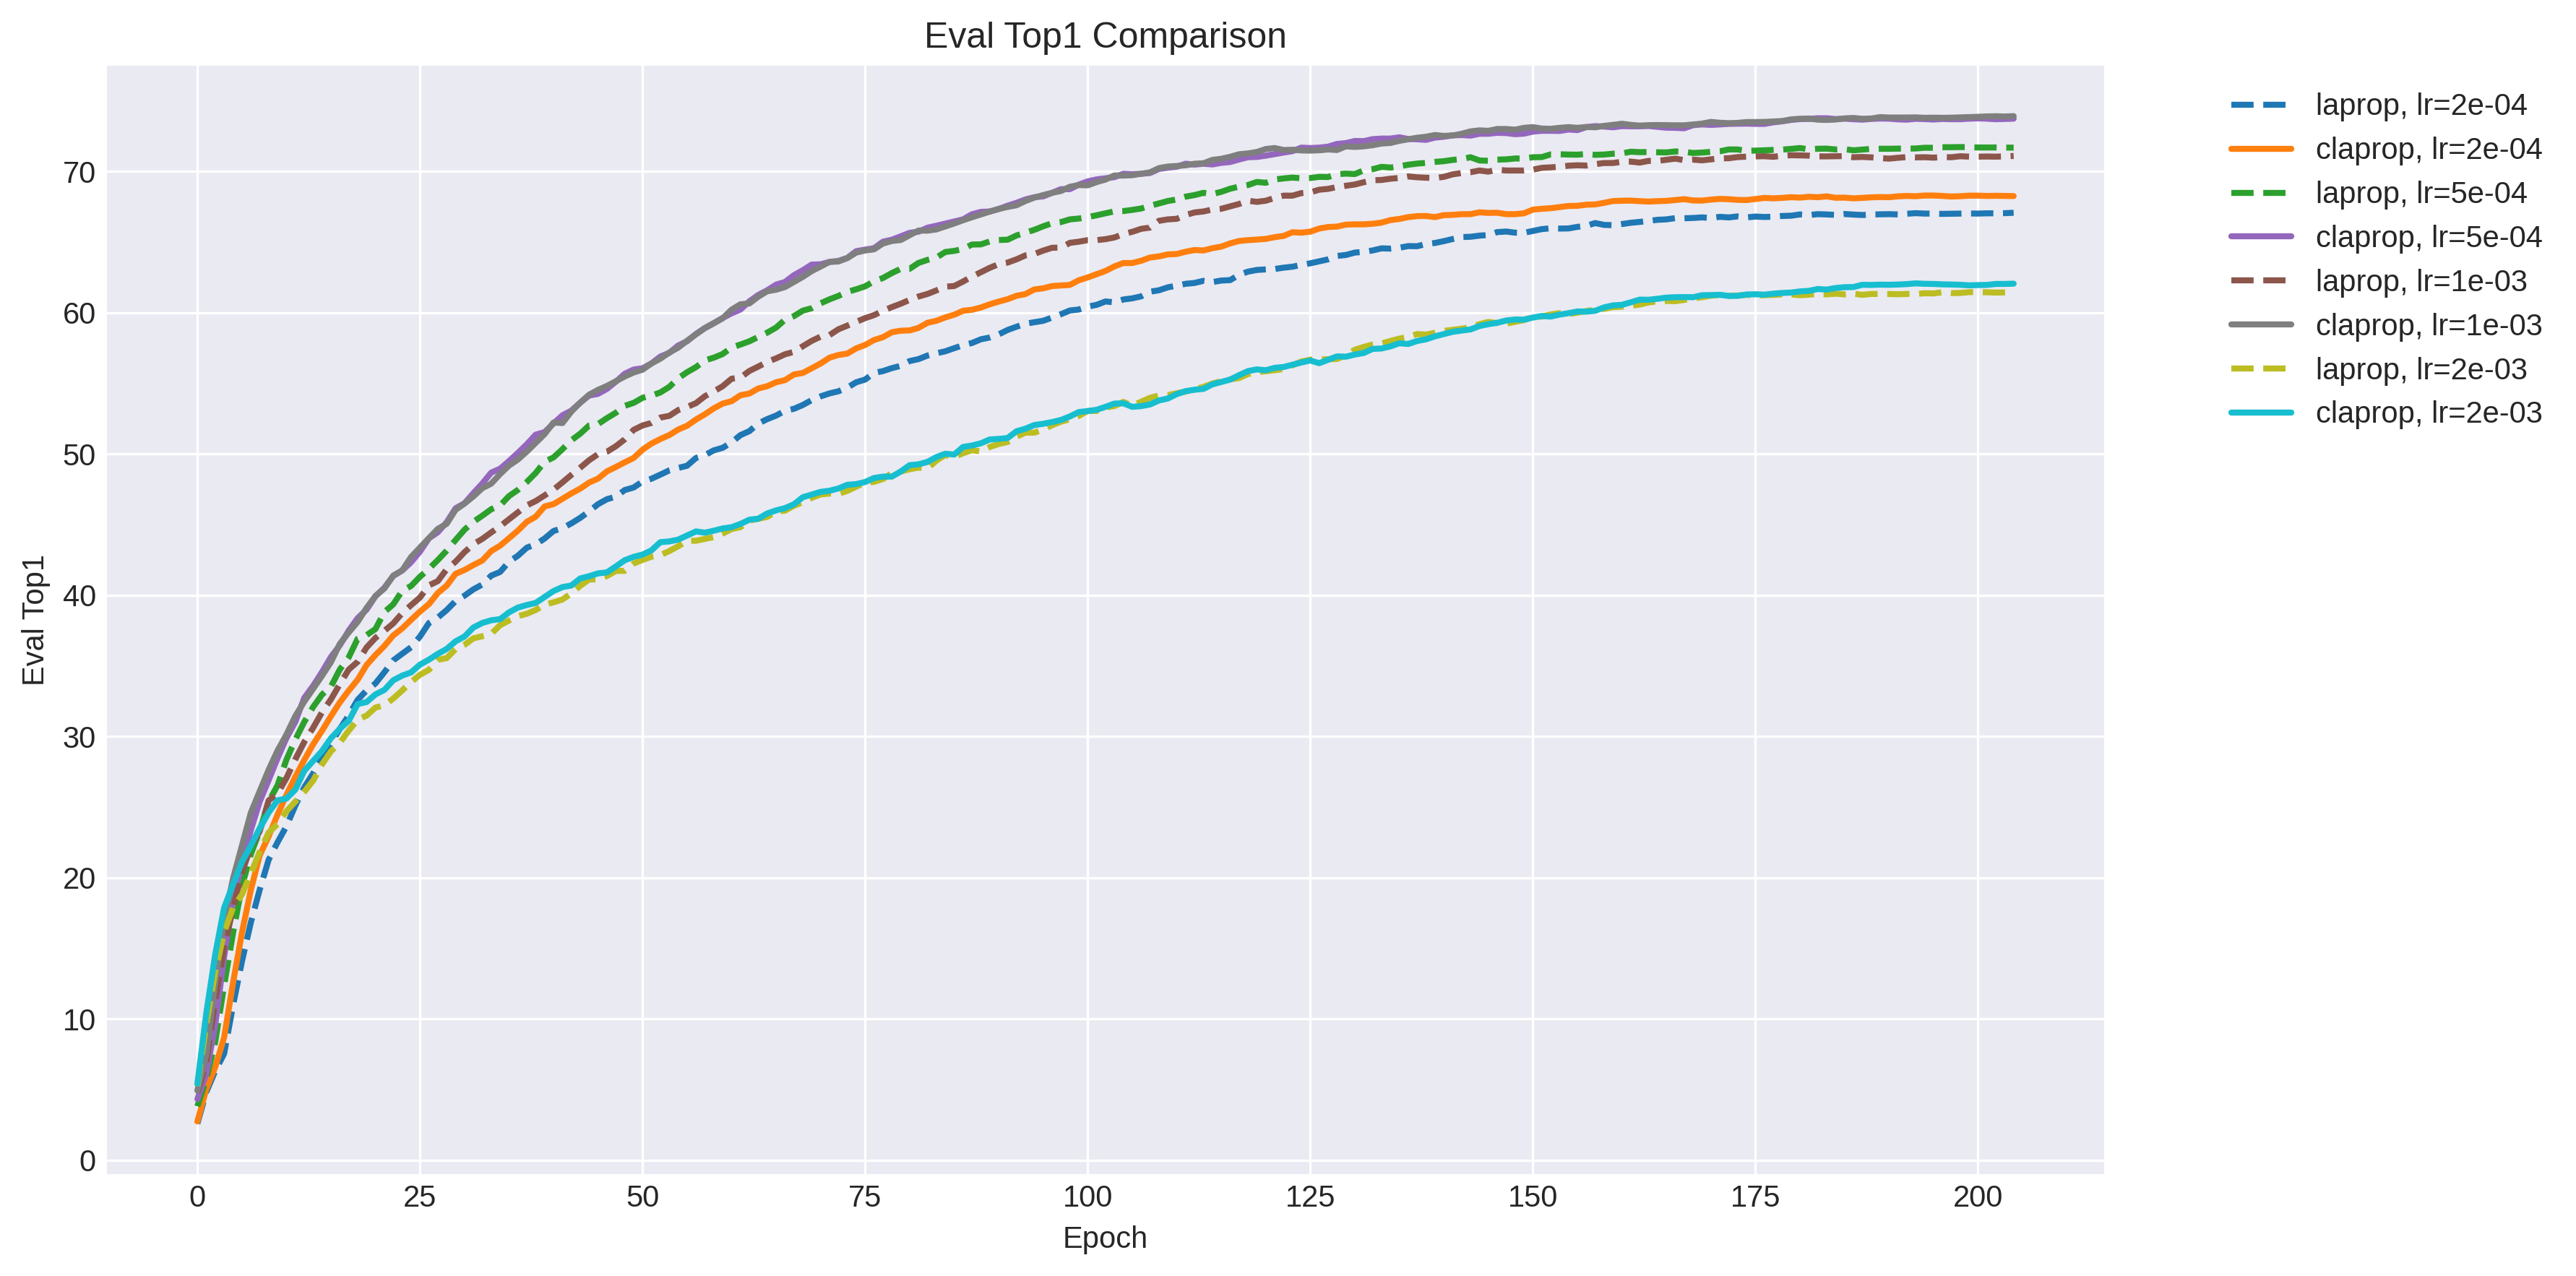 Eval Top1 Comparison
Eval Top1
70
60
50
40
30
20
10
0
0 25 50 75 100 125 150 175 200
Epoch
laprop, lr=2e-04
claprop, lr=2e-04
laprop, lr=5e-04
claprop, lr=5e-04
laprop, lr=1e-03
claprop, lr=1e-03
laprop, lr=2e-03
claprop, lr=2e-03